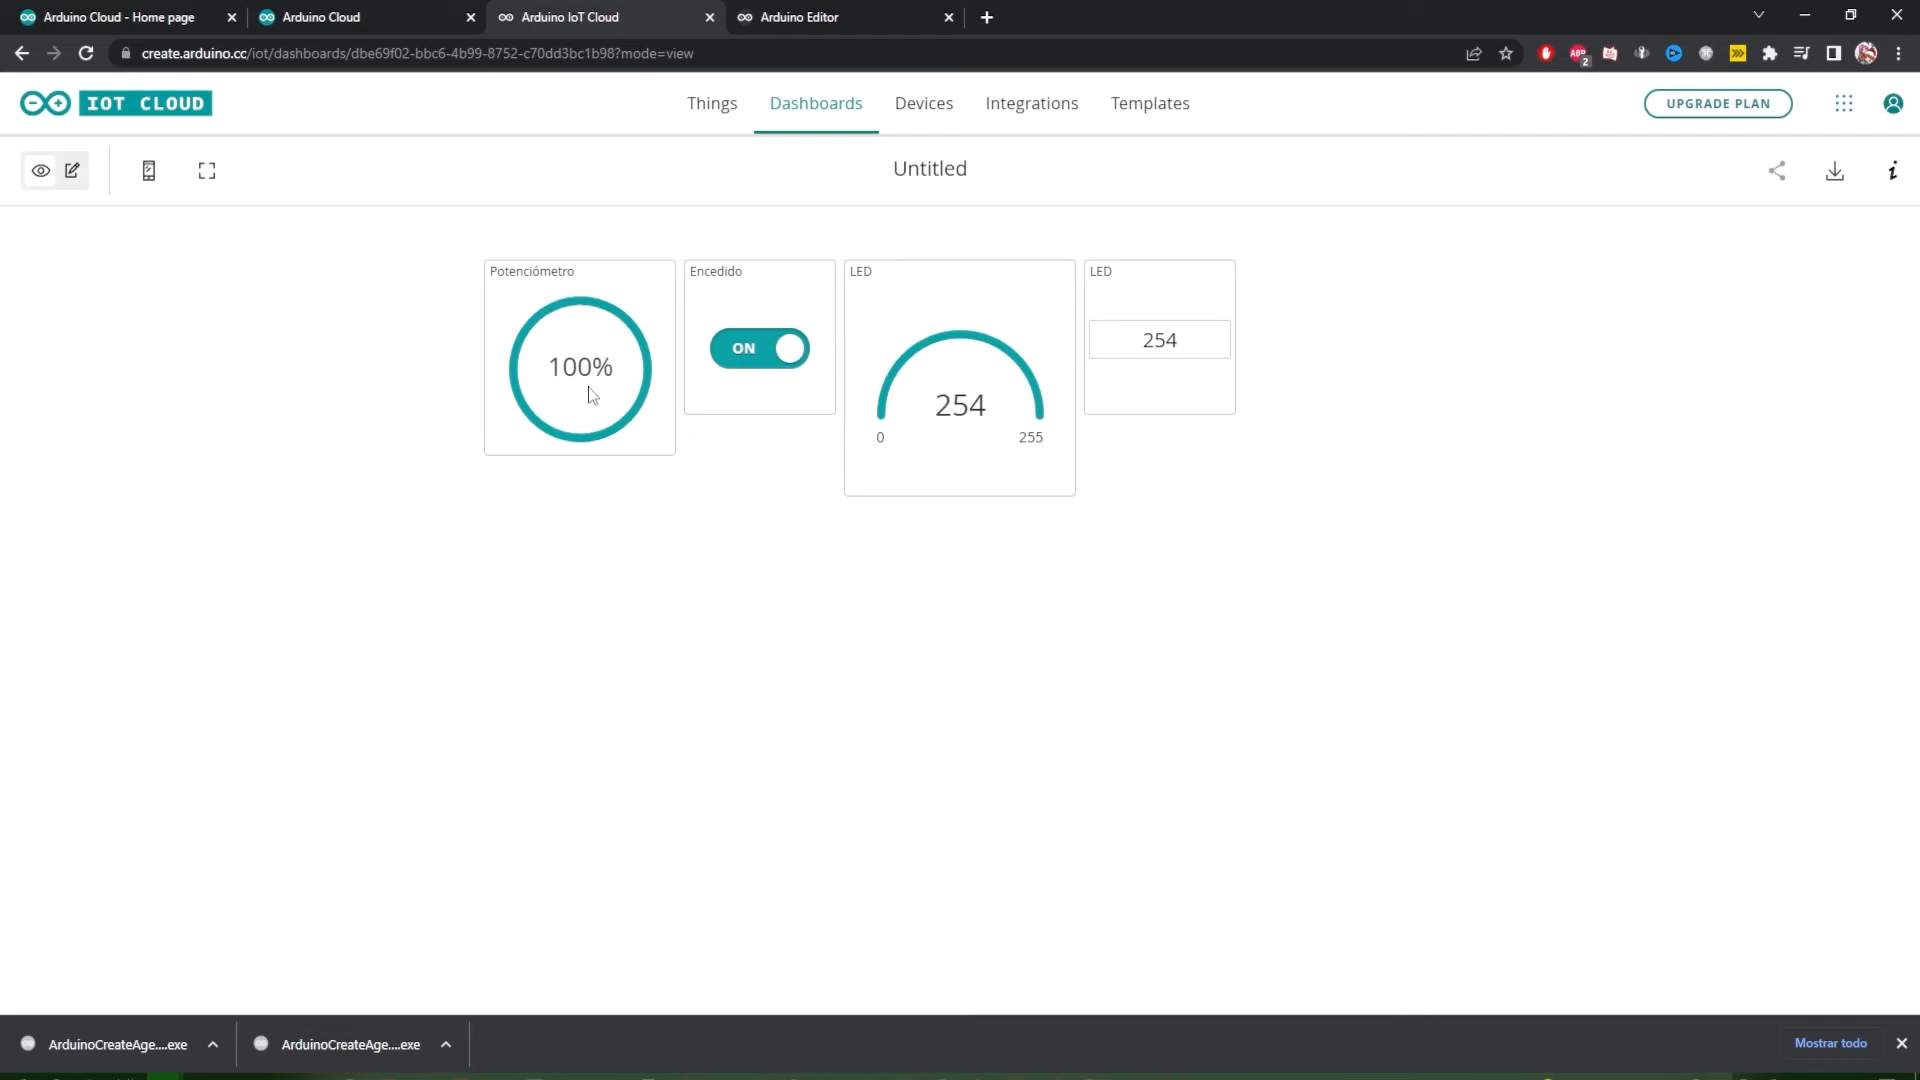 Arduino Cloud - Home page
Arduino Cloud
Arduino IoT Cloud
Arduino Editor
create.arduino.cc/iot/dashboards/dbe69f02-bbc6-4b99-8752-c70dd3bc1b98?mode=view
ABP
2
IOT CLOUD
Things
Dashboards
Devices
Integrations
Templates
UPGRADE PLAN
Untitled
Potenciómetro
100%
Encedido
ON
LED
254
0
255
LED
254
ArduinoCreateAge....exe
ArduinoCreateAge....exe
Mostrar todo